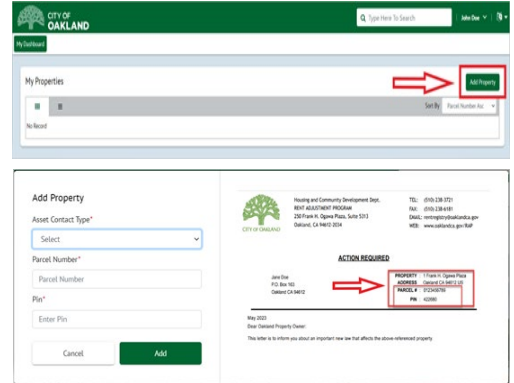 CITY OF
OAKLAND
Type Here To Search
John Doe
My Dashboard
My Properties
Add Property
Sort By
Parcel Number Asc
No Record
Add Property
Asset Contact Type*
Select
Parcel Number*
Parcel Number
Pin*
Enter Pin
Cancel
Add
CITY OF OAKLAND
Housing and Community Development Dept.
RENT ADJUSTMENT PROGRAM
250 Frank H. Ogawa Plaza, Suite 5313
Oakland, CA 94612-2034
TEL: (510) 238-3721
FAX: (510) 238-6181
EMAIL: rentregistry@oaklandca.gov
WEB: www.oaklandca.gov/RAP
ACTION REQUIRED
Jane Doe
P.O. Box 103
Oakland CA 94612
PROPERTY : 1 Frank H. Ogawa Plaza
ADDRESS Oakland CA 94612 US
PARCEL # : 0123456789
PIN : 422660
May 2023
Dear Oakland Property Owner:
This letter is to inform you about an important new law that affects the above-referenced property.